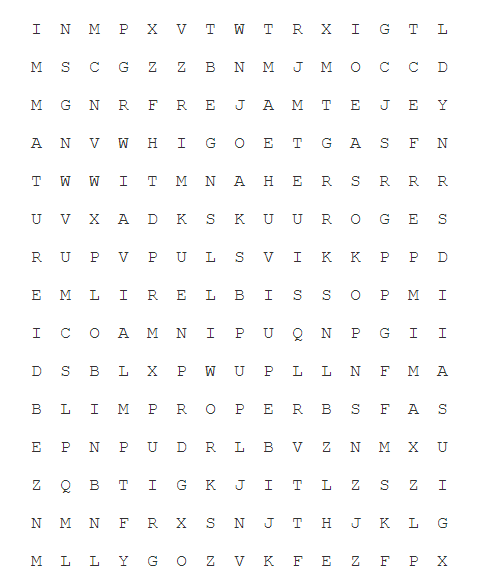 I N M P X V T W T R X I G T L
M S C G Z Z B N M J M O C C D
M G N R F R E J A M T E J E Y
A N V W H I G O E T G A S F N
T W W I T M N A H E R S R R R
U V X A D K S K U U R O G E S
R U P V P U L S V I K K P P D
E M L I R E L B I S S O P M I
I C O A M N I P U Q N P G I I
D S B L X P W U P L L N F M A
B L I M P R O P E R B S F A S
E P N P U D R L B V Z N M X U
Z Q B T I G K J I T L Z S Z I
N M N F R X S N J T H J K L G
M L L Y G O Z V K F E Z F P X